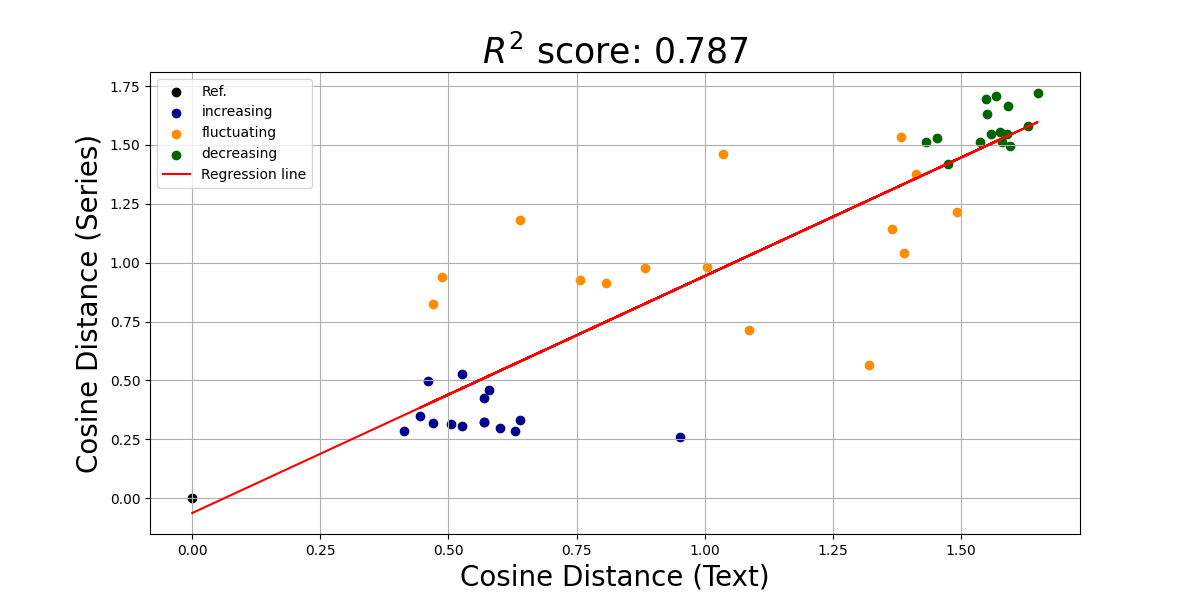 R² score: 0.787
Ref.
increasing
fluctuating
decreasing
Regression line
Cosine Distance (Series)
1.75
1.50
1.25
1.00
0.75
0.50
0.25
0.00
0.00 0.25 0.50 0.75 1.00 1.25 1.50
Cosine Distance (Text)